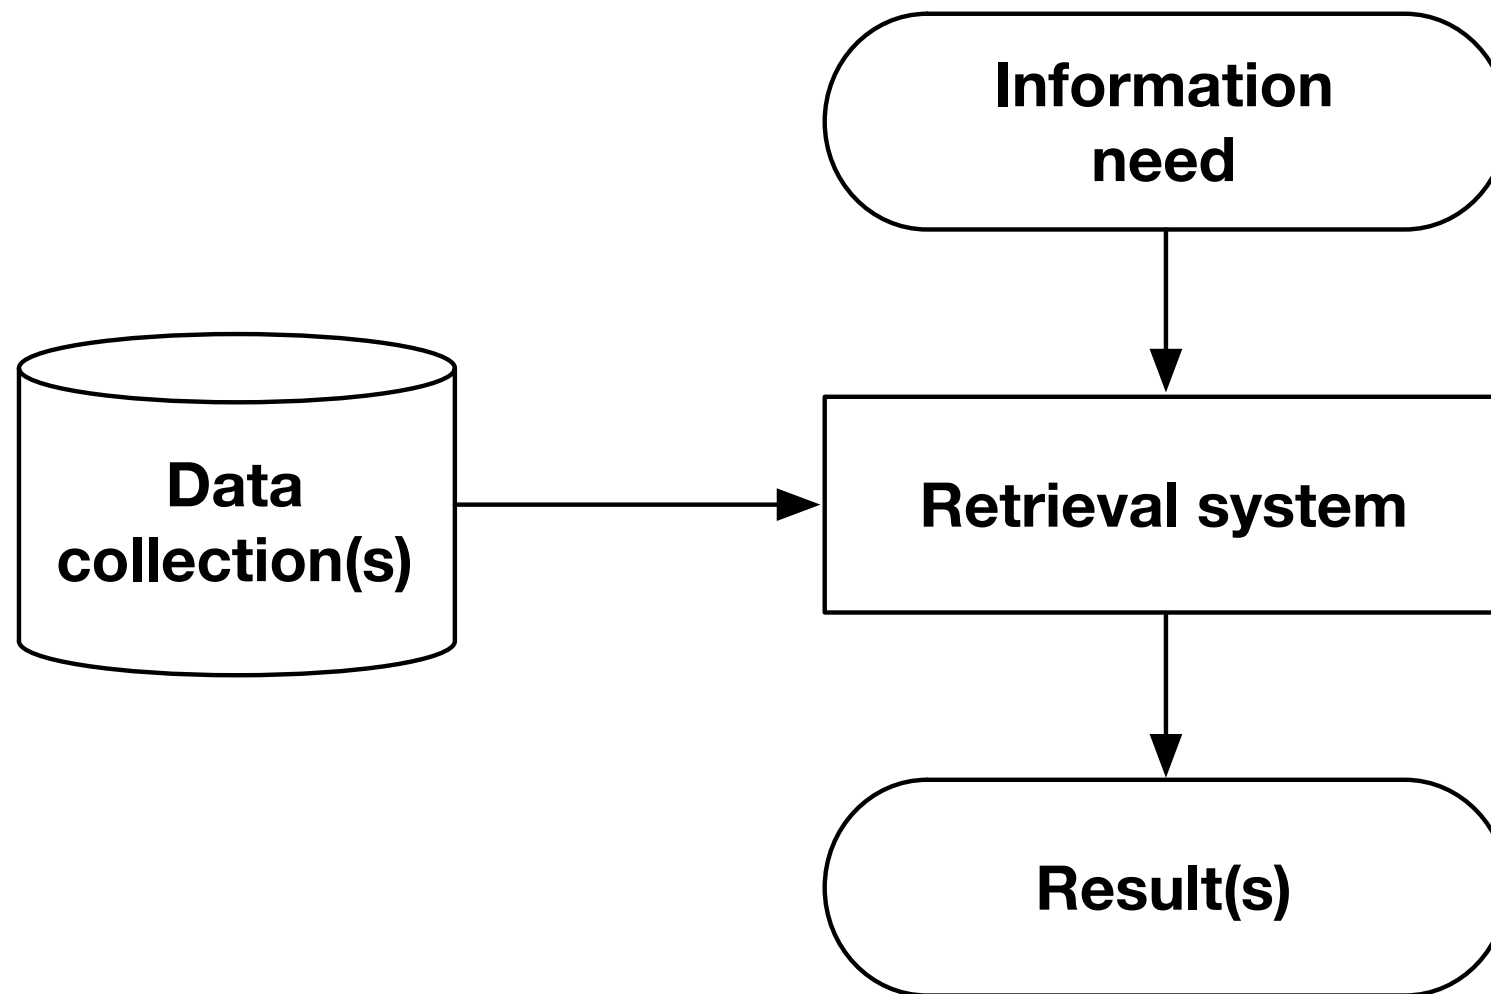 Information
need
Data
collection(s)
Retrieval system
Result(s)